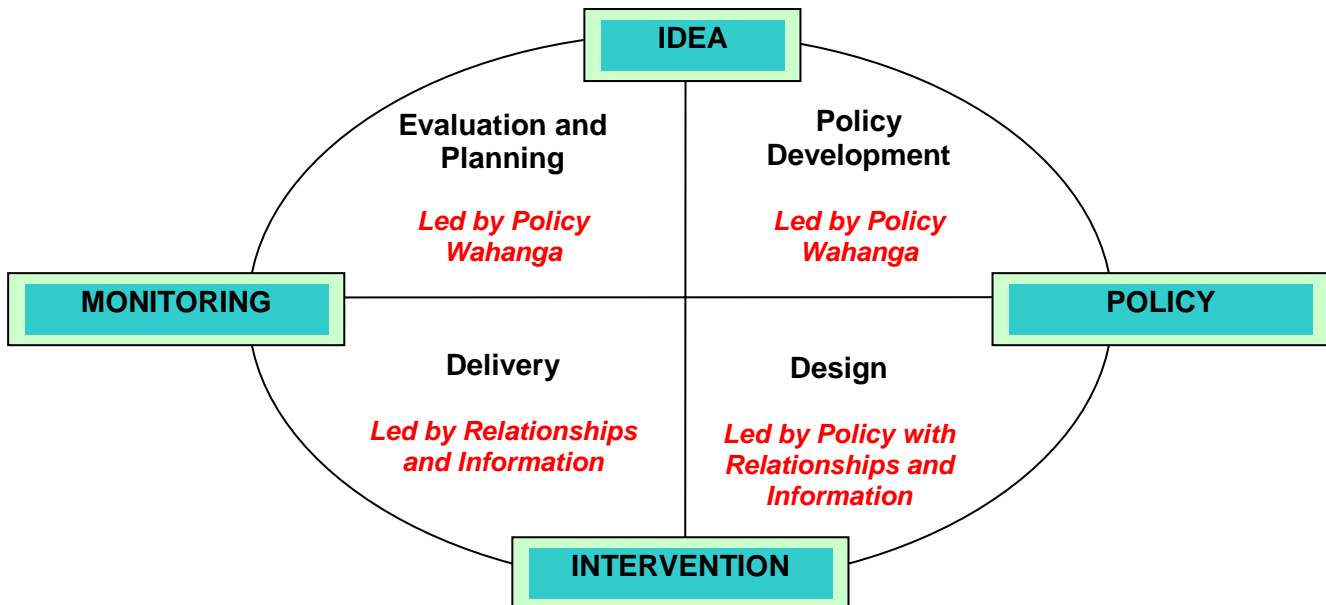 IDEA
Evaluation and
Planning
Led by Policy
Wahanga
Policy
Development
Led by Policy
Wahanga
MONITORING
POLICY
Delivery
Led by Relationships
and Information
Design
Led by Policy with
Relationships and
Information
INTERVENTION